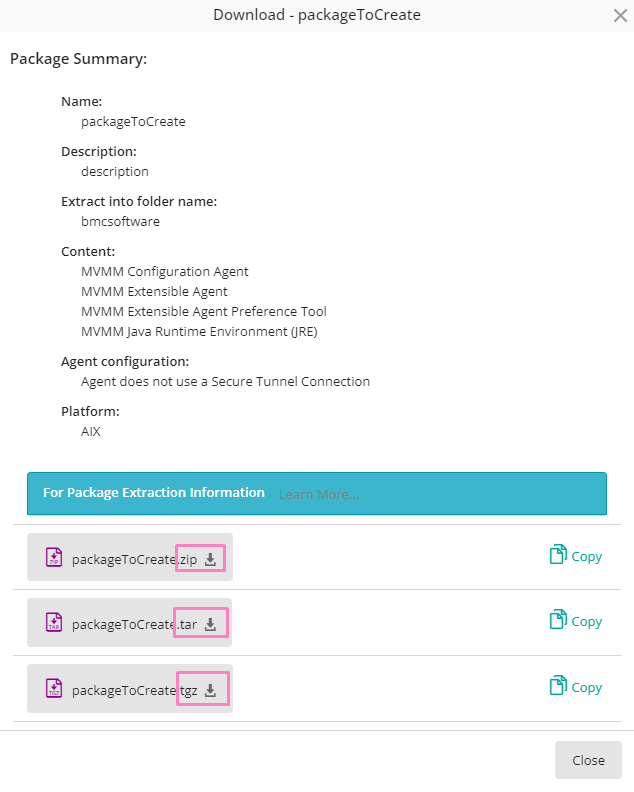 Download - packageToCreate
Package Summary:
Name:
packageToCreate
Description:
description
Extract into folder name:
bmcsoftware
Content:
MVMM Configuration Agent
MVMM Extensible Agent
MVMM Extensible Agent Preference Tool
MVMM Java Runtime Environment (JRE)
Agent configuration:
Agent does not use a Secure Tunnel Connection
Platform:
AIX
For Package Extraction Information Learn More...
ZIP packageToCreate.zip Copy
TAR packageToCreate.tar Copy
TGZ packageToCreate.tgz Copy
Close